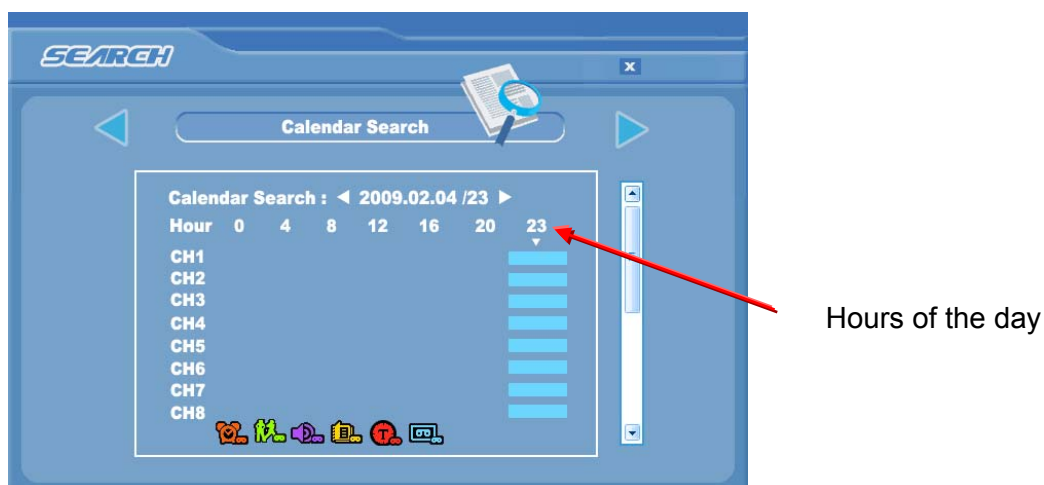 SEARCH
x
Calendar Search
Calendar Search : ◀ 2009.02.04 /23 ▶
Hour 0 4 8 12 16 20 23
CH1
CH2
CH3
CH4
CH5
CH6
CH7
CH8
T
Hours of the day